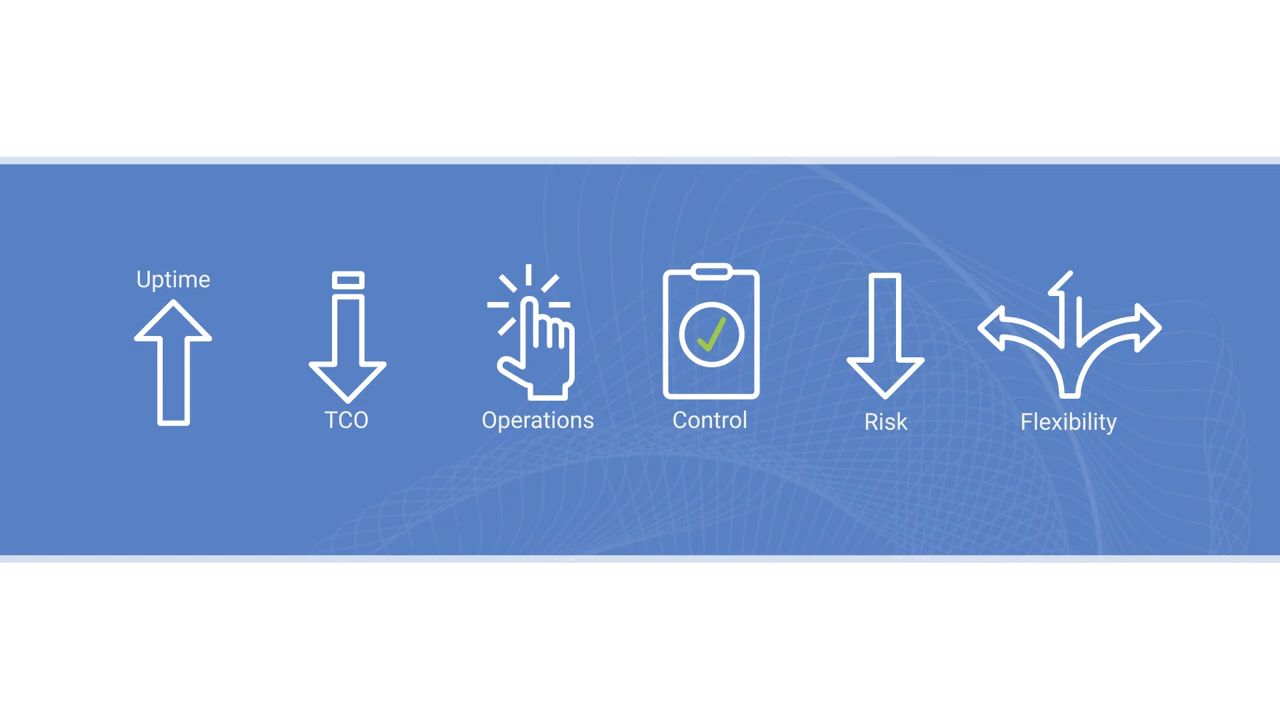 Uptime
TCO
Operations
Control
Risk
Flexibility